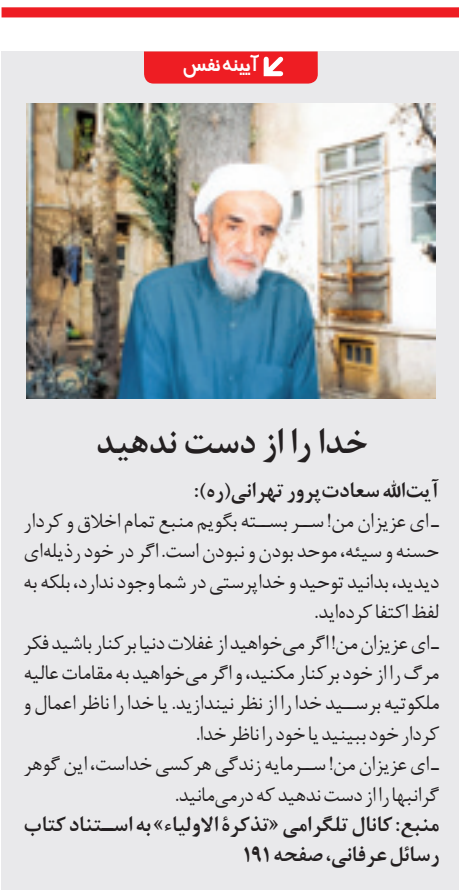 آیینه نفس
خدا را از دست ندهید
آیت‌الله سعادت‌پرور تهرانی(ره):
ـ ای عزیزان من! سر بسته بگویم منبع تمام اخلاق و کردار
حسنه و سیئه، موحد بودن و نبودن است. اگر در خود رذیله‌ای
دیدید، بدانید توحید و خداپرستی در شما وجود ندارد، بلکه به
لفظ اکتفا کرده‌اید.
ـ ای عزیزان من! اگر می‌خواهید از غفلات دنیا بر کنار باشید فکر
مرگ را از خود بر کنار مکنید، و اگر می‌خواهید به مقامات عالیه
ملکوتیه برسید خدا را از نظر نیندازید. یا خدا را ناظر اعمال و
کردار خود ببینید یا خود را ناظر خدا.
ـ ای عزیزان من! سرمایه زندگی هر کسی خداست، این گوهر
گرانبها را از دست ندهید که درمی‌مانید.
منبع: کانال تلگرامی «تذکرهٔ الاولیاء» به استناد کتاب
رسائل عرفانی، صفحه ۱۹۱